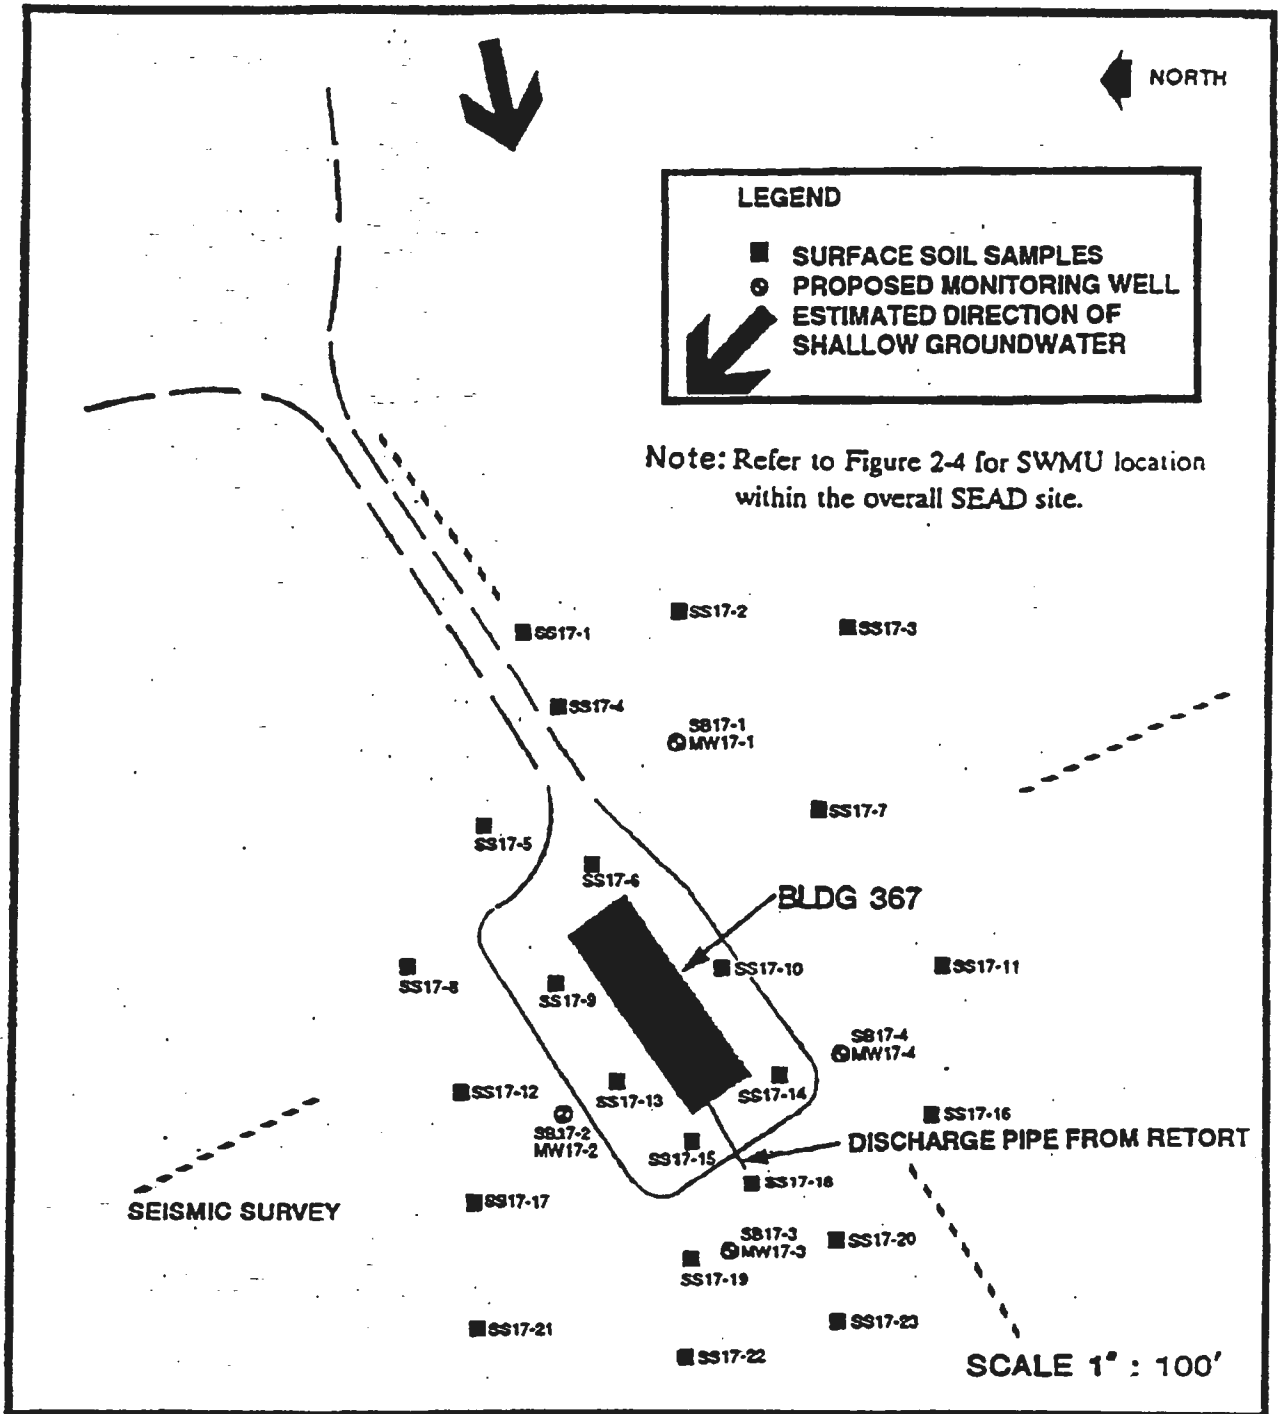 NORTH
LEGEND
SURFACE SOIL SAMPLES
PROPOSED MONITORING WELL
ESTIMATED DIRECTION OF
SHALLOW GROUNDWATER
Note: Refer to Figure 2-4 for SWMU location
within the overall SEAD site.
SS17-1
SS17-2
SS17-3
SS17-4
SB17-1
MW17-1
SS17-7
SS17-5
SS17-6
BLDG 367
SS17-8
SS17-9
SS17-10
SS17-11
SB17-4
MW17-4
SS17-12
SS17-13
SS17-14
SS17-16
SB17-2
MW17-2
SS17-15
DISCHARGE PIPE FROM RETORT
SS17-18
SS17-17
SEISMIC SURVEY
SB17-3
MW17-3
SS17-20
SS17-19
SS17-21
SS17-23
SS17-22
SCALE 1" : 100'